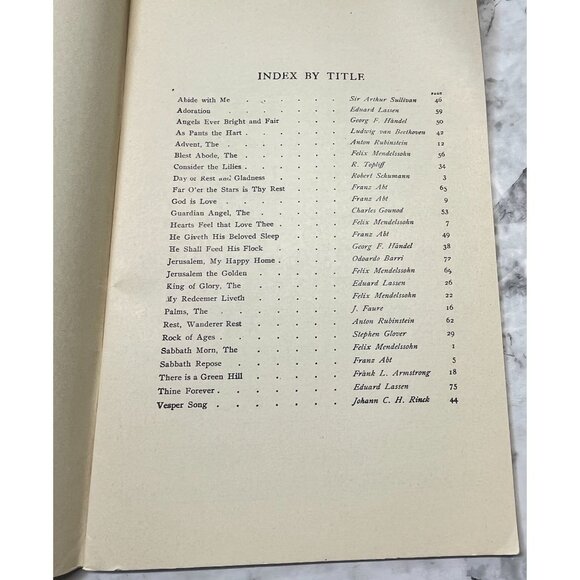 INDEX BY TITLE
PAGE
Abide with Me . . . . . . Sir Arthur Sullivan 46
Adoration . . . . . . Eduard Lassen 59
Angels Ever Bright and Fair . . . . Georg F. Händel 50
As Pants the Hart . . . . . Ludwig van Beethoven 42
Advent, The . . . . . . Anton Rubinstein 12
Blest Abode, The . . . . . Felix Mendelssohn 56
Consider the Lilies . . . . . R. Topliff 34
Day of Rest and Gladness . . . . Robert Schumann 3
Far O'er the Stars is Thy Rest . . . . Franz Abt 65
God is Love . . . . . . Franz Abt 9
Guardian Angel, The . . . . . Charles Gounod 53
Hearts Feel that Love Thee . . . . Felix Mendelssohn 7
He Giveth His Beloved Sleep . . . . Franz Abt 49
He Shall Feed His Flock . . . . Georg F. Händel 38
Jerusalem, My Happy Home . . . . Odoardo Barri 72
Jerusalem the Golden . . . . . Felix Mendelssohn 69
King of Glory, The . . . . . Eduard Lassen 26
My Redeemer Liveth . . . . . Felix Mendelssohn 22
Palms, The . . . . . . J. Faure 16
Rest, Wanderer Rest . . . . . Anton Rubinstein 62
Rock of Ages . . . . . . Stephen Glover 29
Sabbath Morn, The . . . . . Felix Mendelssohn 1
Sabbath Repose . . . . . Franz Abt 5
There is a Green Hill . . . . . Frank L. Armstrong 18
Thine Forever . . . . . . Eduard Lassen 75
Vesper Song . . . . . . Johann C. H. Rinck 44